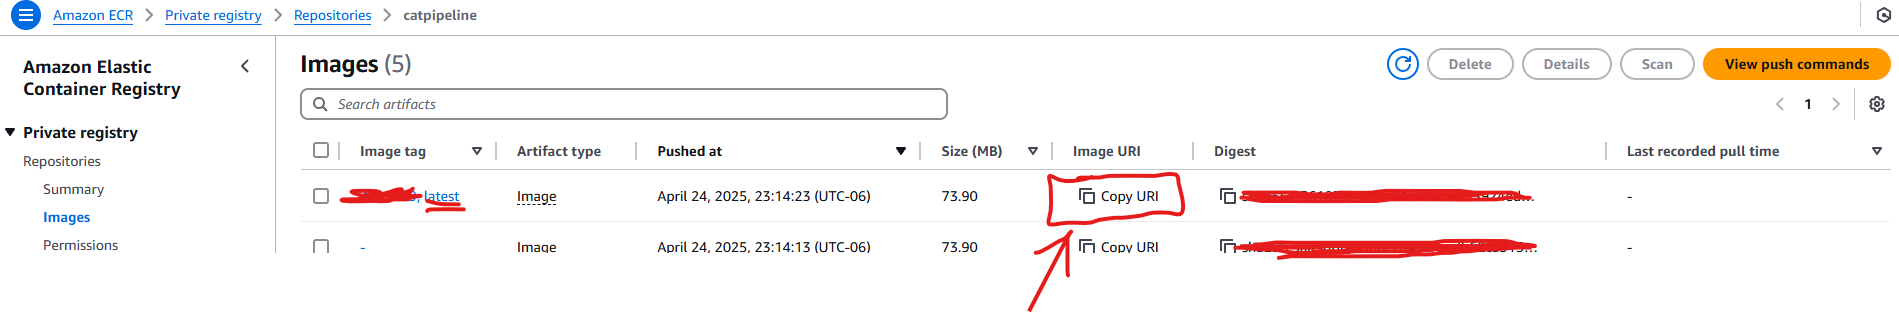 Amazon ECR > Private registry > Repositories > catpipeline
Amazon Elastic
Container Registry
Private registry
Repositories
Summary
Images
Permissions
Images (5)
Delete
Details
Scan
View push commands
Search artifacts
1
Image tag
Artifact type
Pushed at
Size (MB)
Image URI
Digest
Last recorded pull time
latest
Image
April 24, 2025, 23:14:23 (UTC-06)
73.90
Copy URI
-
-
Image
April 24, 2025, 23:14:13 (UTC-06)
73.90
Copy URI
-